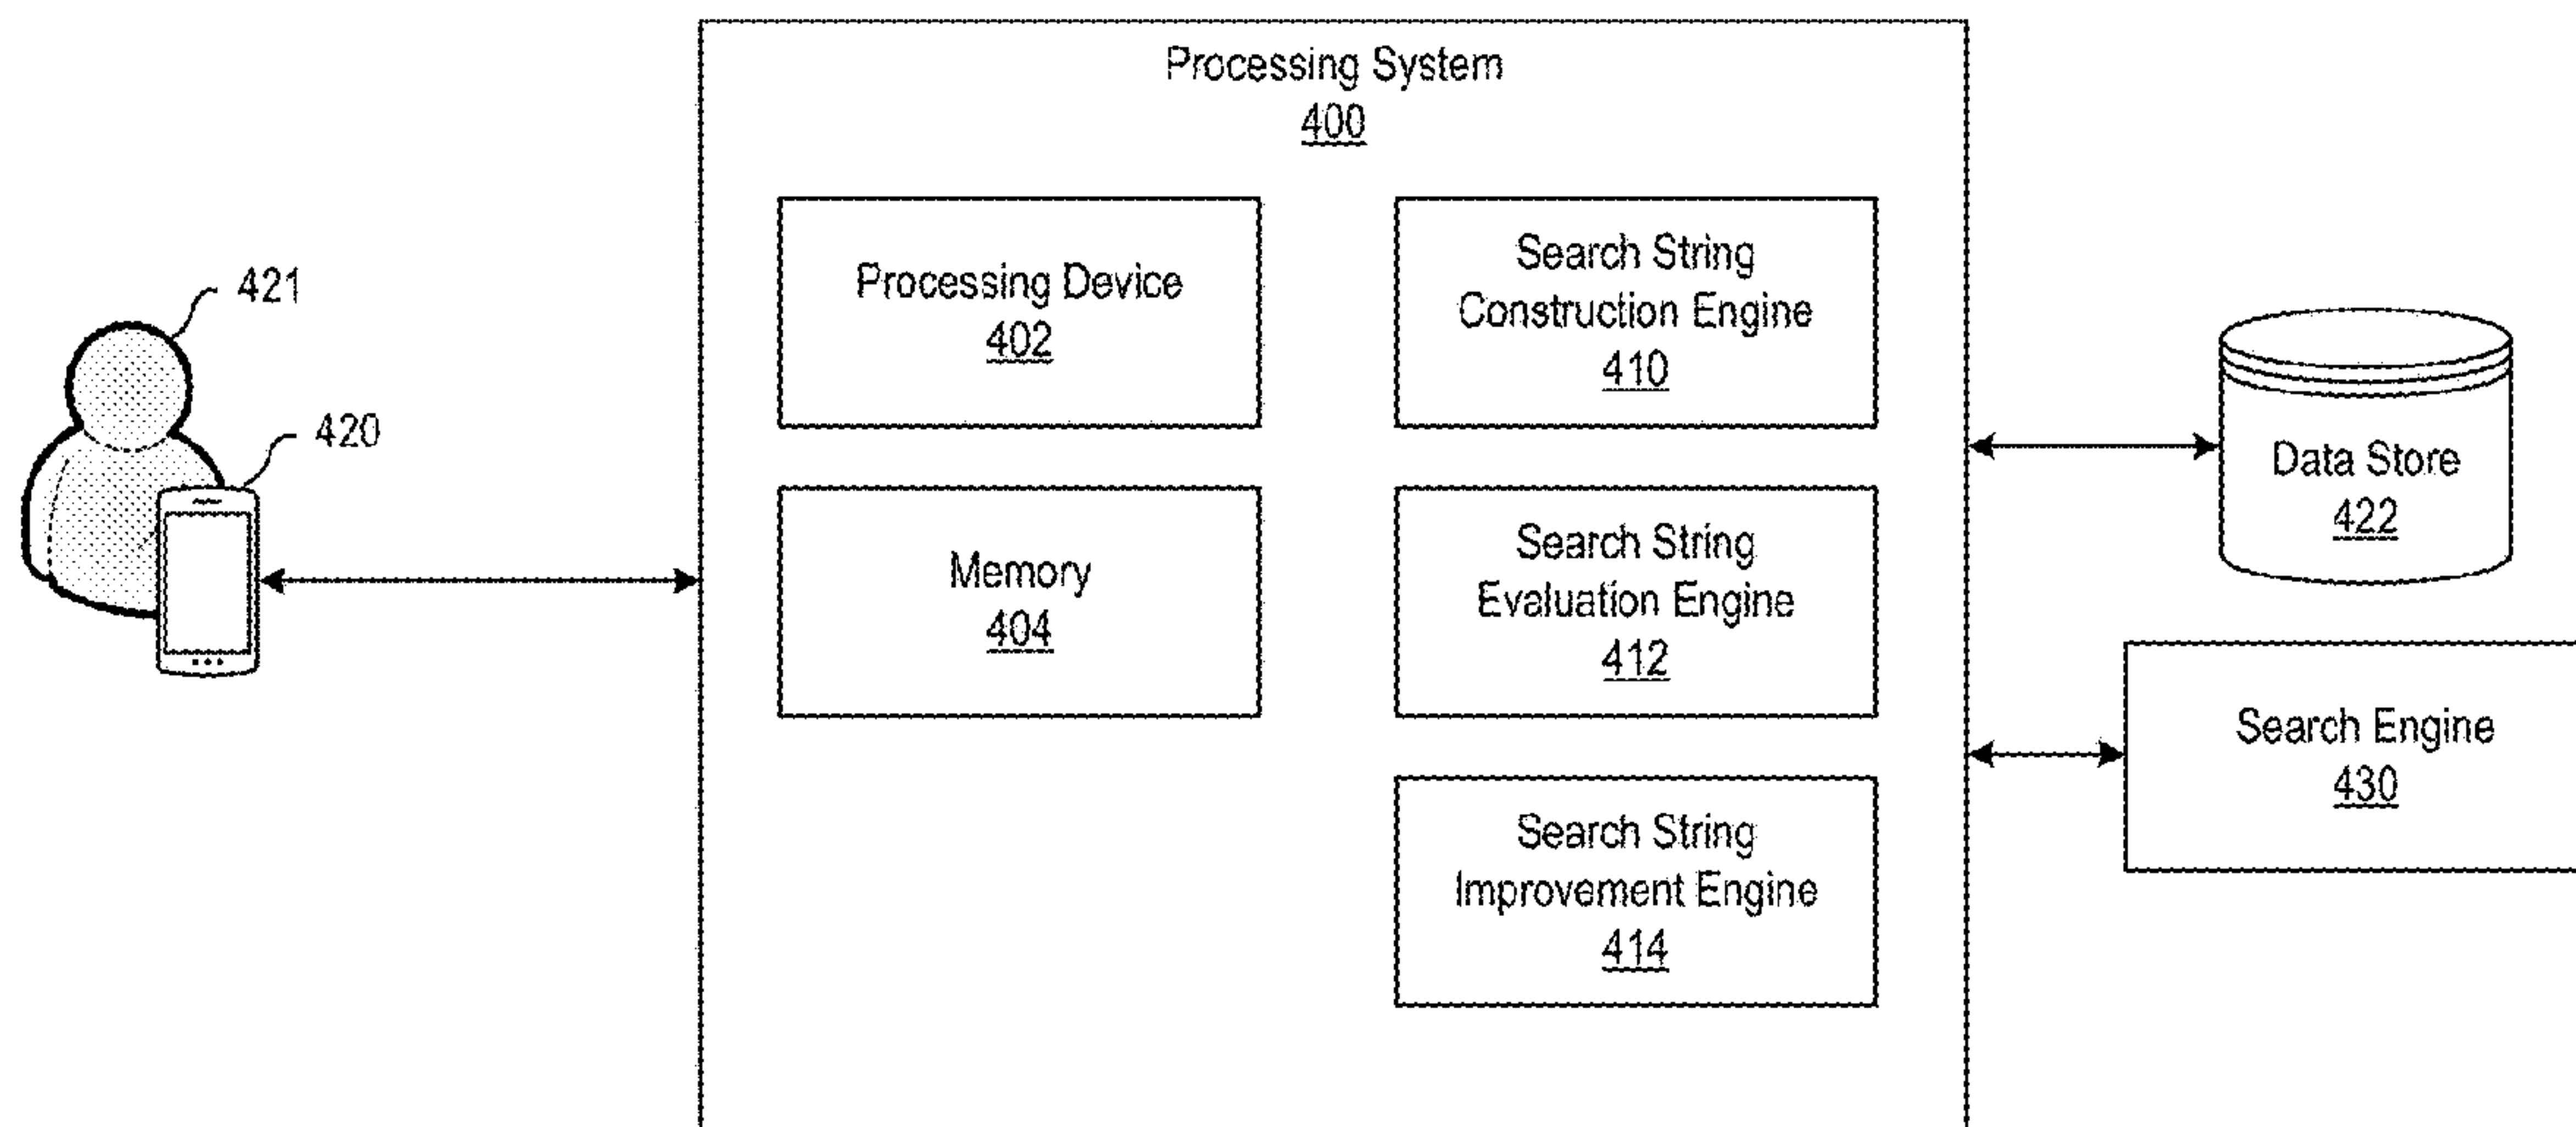 Processing System
400
Processing Device
402
Search String
Construction Engine
410
421
420
Memory
404
Search String
Evaluation Engine
412
Data Store
422
Search String
Improvement Engine
414
Search Engine
430